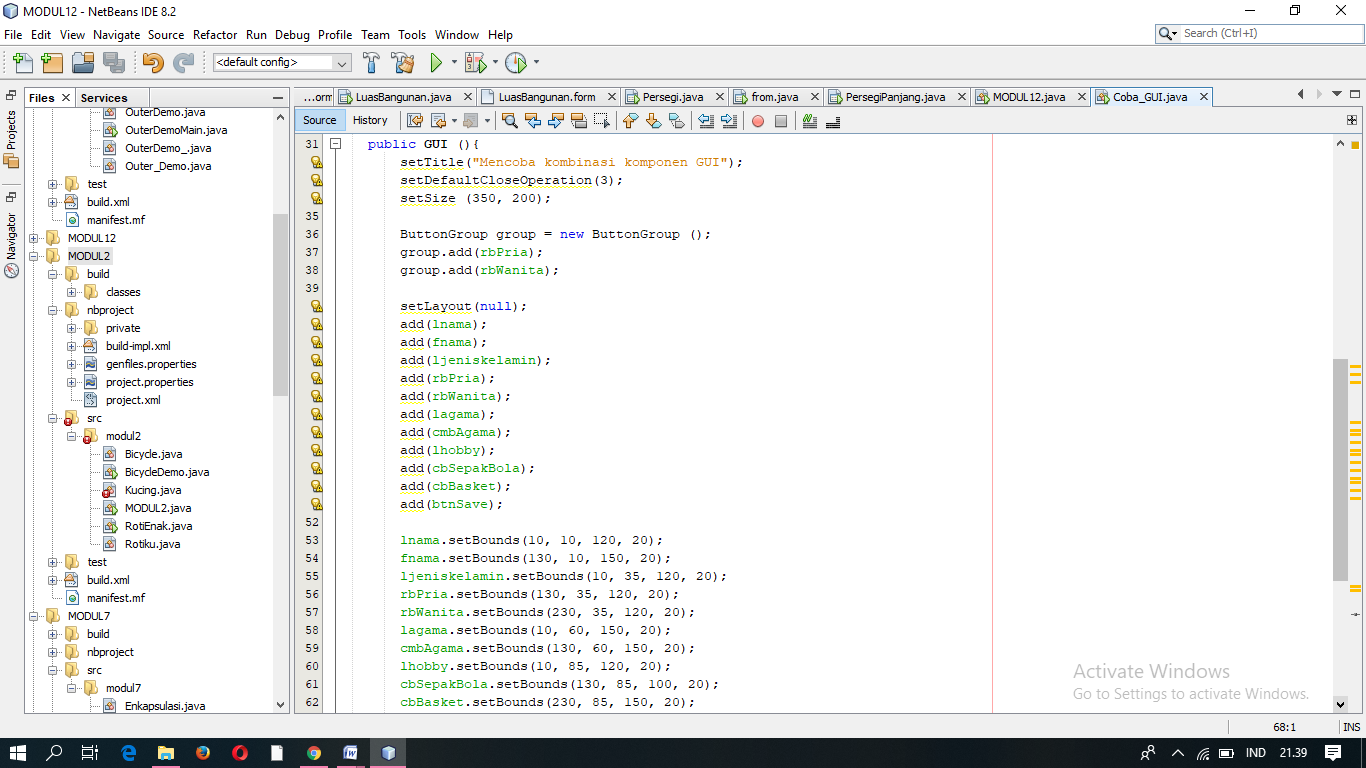 MODUL12 - NetBeans IDE 8.2
File Edit View Navigate Source Refactor Run Debug Profile Team Tools Window Help
Search (Ctrl+I)
<default config>
Projects
Navigator
Files
Services
OuterDemo.java
OuterDemoMain.java
OuterDemo_.java
Outer_Demo.java
test
build.xml
manifest.mf
MODUL12
MODUL2
build
classes
nbproject
private
build-impl.xml
genfiles.properties
project.properties
project.xml
src
modul2
Bicycle.java
BicycleDemo.java
Kucing.java
MODUL2.java
RotiEnak.java
Rotiku.java
test
build.xml
manifest.mf
MODUL7
build
nbproject
src
modul7
Enkapsulasi.java
...orm LuasBangunan.java LuasBangunan.form Persegi.java from.java PersegiPanjang.java MODUL12.java Coba_GUI.java
Source History
31 public GUI (){
setTitle("Mencoba kombinasi komponen GUI");
setDefaultCloseOperation(3);
setSize (350, 200);
35
36 ButtonGroup group = new ButtonGroup ();
37 group.add(rbPria);
38 group.add(rbWanita);
39
setLayout(null);
add(lnama);
add(fnama);
add(ljeniskelamin);
add(rbPria);
add(rbWanita);
add(lagama);
add(cmbAgama);
add(lhobby);
add(cbSepakBola);
add(cbBasket);
add(btnSave);
52
53 lnama.setBounds(10, 10, 120, 20);
54 fnama.setBounds(130, 10, 150, 20);
55 ljeniskelamin.setBounds(10, 35, 120, 20);
56 rbPria.setBounds(130, 35, 120, 20);
57 rbWanita.setBounds(230, 35, 120, 20);
58 lagama.setBounds(10, 60, 150, 20);
59 cmbAgama.setBounds(130, 60, 150, 20);
60 lhobby.setBounds(10, 85, 120, 20);
61 cbSepakBola.setBounds(130, 85, 100, 20);
62 cbBasket.setBounds(230, 85, 150, 20);
Activate Windows
Go to Settings to activate Windows.
68:1 INS
IND 21.39